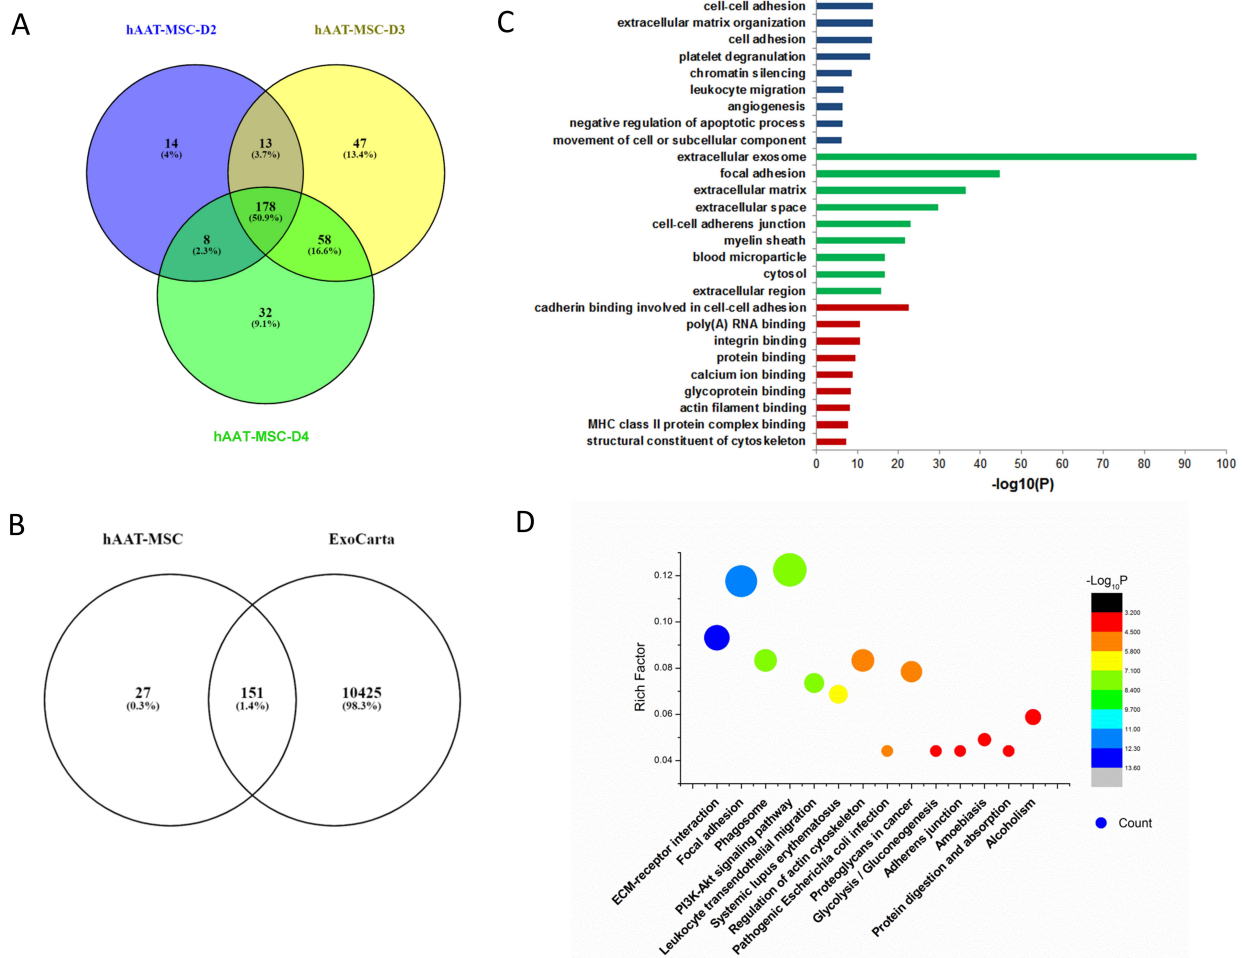 A
hAAT-MSC-D2
hAAT-MSC-D3
14
(4%)
13
(3.7%)
47
(13.4%)
178
(50.9%)
8
(2.3%)
58
(16.6%)
32
(9.1%)
hAAT-MSC-D4
B
hAAT-MSC
ExoCarta
27
(0.3%)
151
(1.4%)
10425
(98.3%)
C
cell-cell adhesion
extracellular matrix organization
cell adhesion
platelet degranulation
chromatin silencing
leukocyte migration
angiogenesis
negative regulation of apoptotic process
movement of cell or subcellular component
extracellular exosome
focal adhesion
extracellular matrix
extracellular space
cell-cell adherens junction
myelin sheath
blood microparticle
cytosol
extracellular region
cadherin binding involved in cell-cell adhesion
poly(A) RNA binding
integrin binding
protein binding
calcium ion binding
glycoprotein binding
actin filament binding
MHC class II protein complex binding
structural constituent of cytoskeleton
0 10 20 30 40 50 60 70 80 90 100
-log10(P)
D
Rich Factor
0.12
0.10
0.08
0.06
0.04
ECM-receptor interaction
Focal adhesion
Phagosome
PI3K-Akt signaling pathway
Leukocyte transendothelial migration
Systemic lupus erythematosus
Regulation of actin cytoskeleton
Pathogenic Escherichia coli infection
Proteoglycans in cancer
Glycolysis / Gluconeogenesis
Adherens junction
Amoebiasis
Protein digestion and absorption
Alcoholism
-Log10P
3.200
4.500
5.800
7.100
8.400
9.700
11.00
12.30
13.60
Count